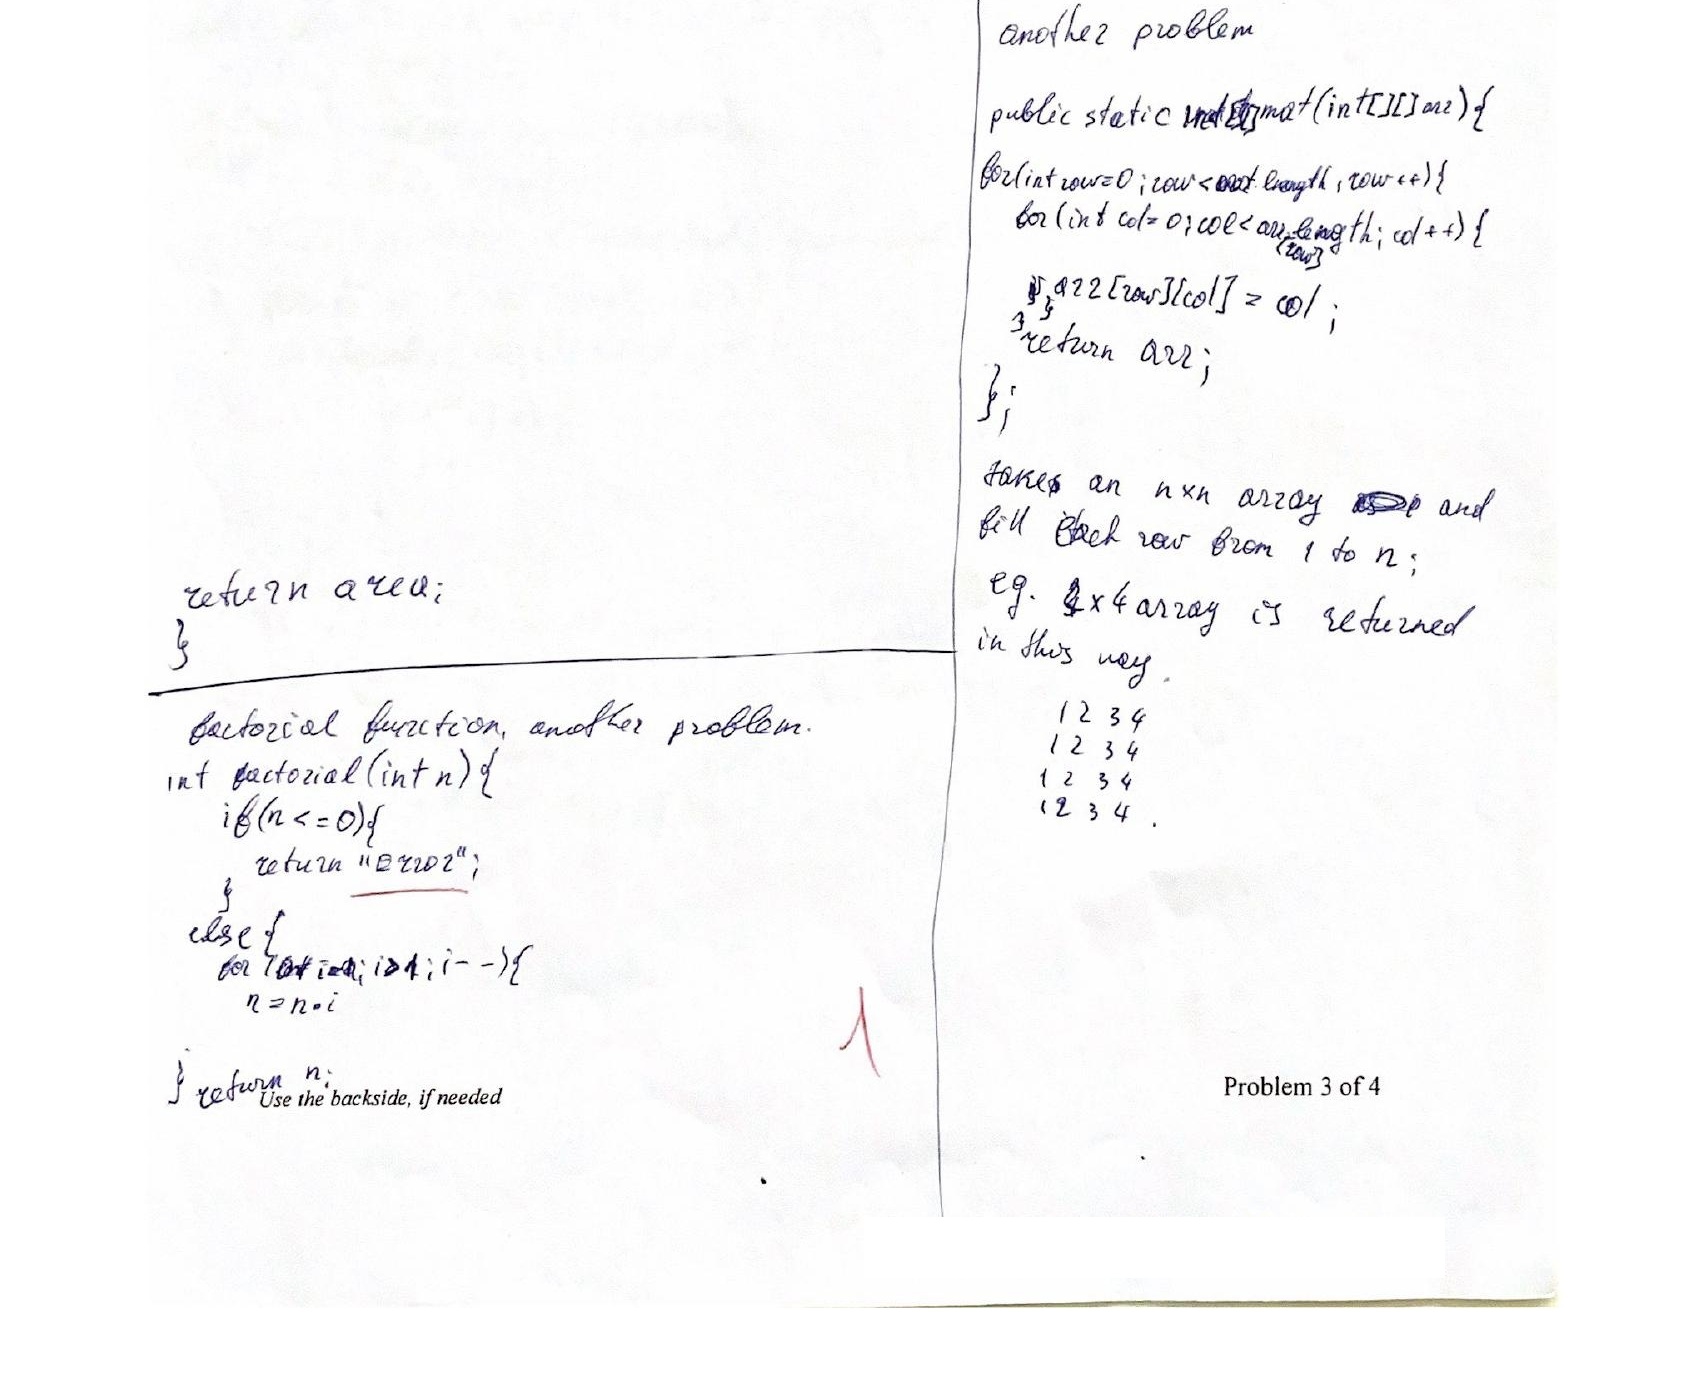 return area;
}
factorial function, another problem.
int factorial(int n){
if(n<=0){
return "error";
}
else {
for (int i=n; i>1; i--){
n=n•i
} return n;
Use the backside, if needed
1
another problem
public static int[][] mat(int[][] arr){
for(int row=0; row<arr.length, row++){
for(int col=0; col<arr.length; col++){
[row]
}, arr[row][col] = col;
}
} return arr;
};
takes an nxn array and
fill each row from 1 to n;
eg. 4x4 array is returned
in this way.
1 2 3 4
1 2 3 4
1 2 3 4
1 2 3 4.
Problem 3 of 4